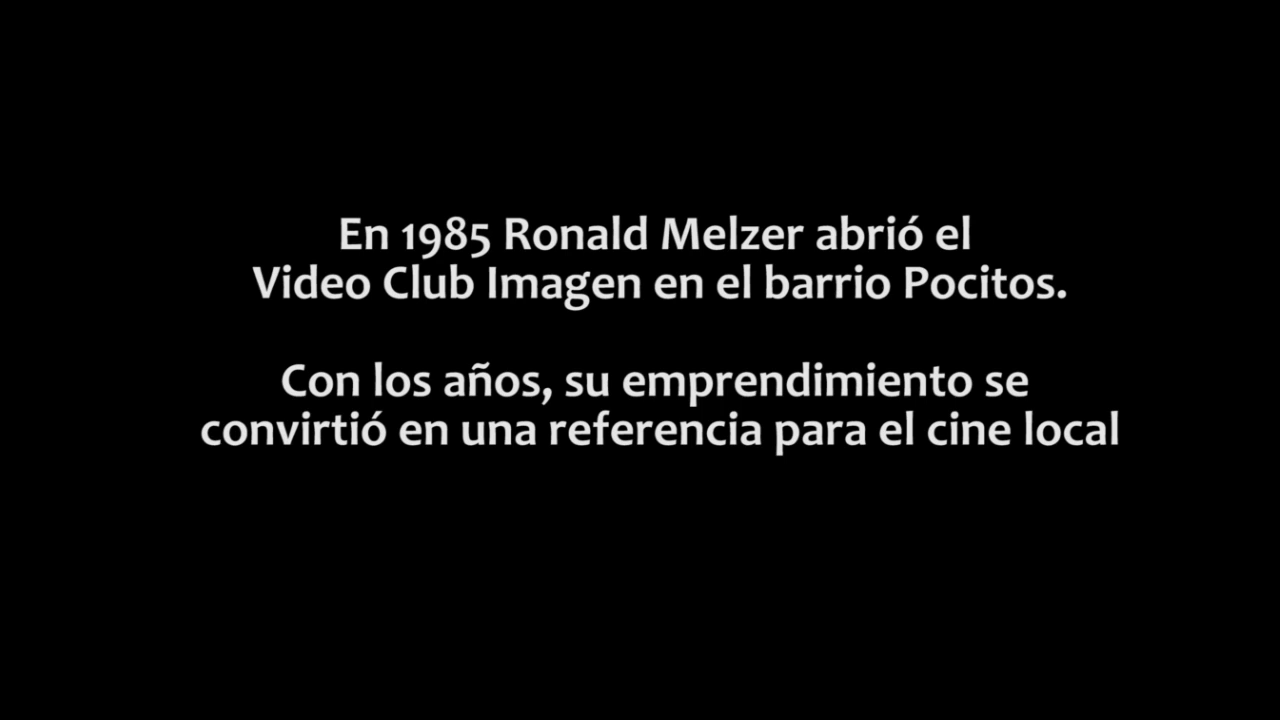 En 1985 Ronald Melzer abrió el
Video Club Imagen en el barrio Pocitos.
Con los años, su emprendimiento se
convirtió en una referencia para el cine local